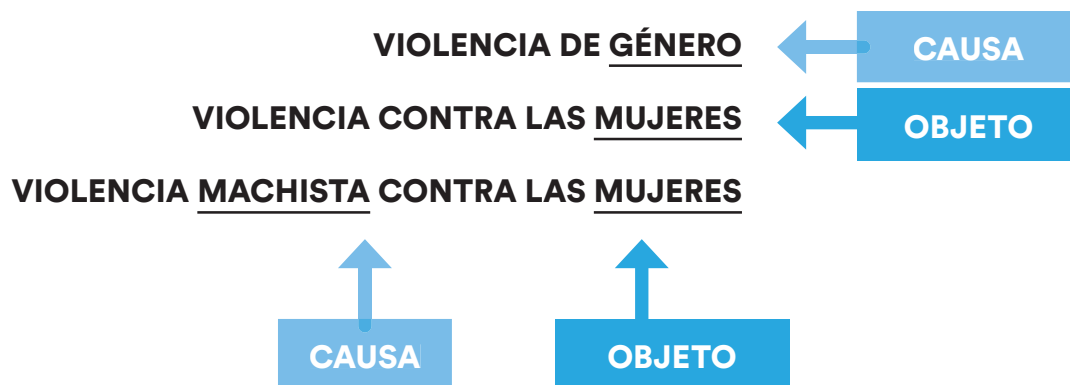 VIOLENCIA DE GÉNERO
CAUSA
VIOLENCIA CONTRA LAS MUJERES
OBJETO
VIOLENCIA MACHISTA CONTRA LAS MUJERES
CAUSA
OBJETO